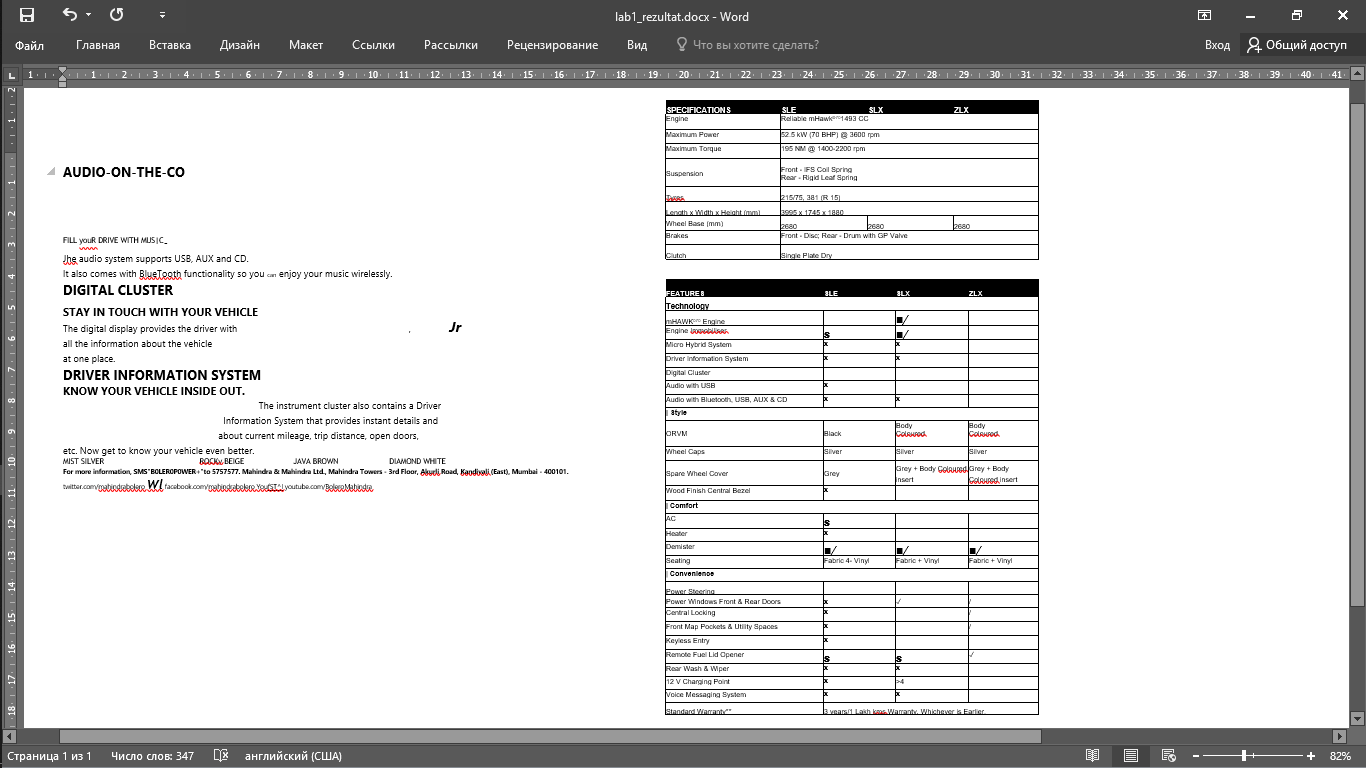 lab1_rezultat.docx - Word
Файл Главная Вставка Дизайн Макет Ссылки Рассылки Рецензирование Вид Что вы хотите сделать? Вход Общий доступ
AUDIO-ON-THE-CO
FILL youR DRIVE WITH MUS|C_
Jhe audio system supports USB, AUX and CD.
It also comes with BlueTooth functionality so you can enjoy your music wirelessly.
DIGITAL CLUSTER
STAY IN TOUCH WITH YOUR VEHICLE
The digital display provides the driver with , Jr
all the information about the vehicle
at one place.
DRIVER INFORMATION SYSTEM
KNOW YOUR VEHICLE INSIDE OUT.
The instrument cluster also contains a Driver
Information System that provides instant details and
about current mileage, trip distance, open doors,
etc. Now get to know your vehicle even better.
MIST SILVER ROCKY BEIGE JAVA BROWN DIAMOND WHITE
For more information, SMS"B0LER0P0WER+"to 5757577. Mahindra & Mahindra Ltd., Mahindra Towers - 3rd Floor, Akurli Road, Kandivali (East), Mumbai - 400101.
twitter.com/mahindrabolero Wl facebook.com/mahindrabolero youtube.com/BoleroMahindra
SPECIFICATIONS SLE SLX ZLX
Engine Reliable mHawk 1493 CC
Maximum Power 52.5 kW (70 BHP) @ 3600 rpm
Maximum Torque 195 NM @ 1400-2200 rpm
Suspension Front - IFS Coil Spring
Rear - Rigid Leaf Spring
Tyres 215/75, 381 (R 15)
Length x Width x Height (mm) 3995 x 1745 x 1880
Wheel Base (mm) 2680 2680 2680
Brakes Front - Disc; Rear - Drum with GP Valve
Clutch Single Plate Dry
FEATURES SLE SLX ZLX
Technology
mHAWK Engine ■/
Engine Immobiliser s ■/
Micro Hybrid System x x
Driver Information System x x
Digital Cluster
Audio with USB x
Audio with Bluetooth, USB, AUX & CD x x
| Style
ORVM Black Body Coloured Body Coloured
Wheel Caps Silver Silver Silver
Spare Wheel Cover Grey Grey + Body Coloured insert Grey + Body Coloured insert
Wood Finish Central Bezel x
| Comfort
AC s
Heater x
Demister ■/ ■/ ■/
Seating Fabric 4- Vinyl Fabric + Vinyl Fabric + Vinyl
| Convenience
Power Steering
Power Windows Front & Rear Doors x √ /
Central Locking x /
Front Map Pockets & Utility Spaces x /
Keyless Entry x
Remote Fuel Lid Opener s s √
Rear Wash & Wiper x x
12 V Charging Point x >4
Voice Messaging System x x
Standard Warranty** 3 years/1 Lakh kms Warranty, Whichever is Earlier.
Страница 1 из 1 Число слов: 347 английский (США) 82%